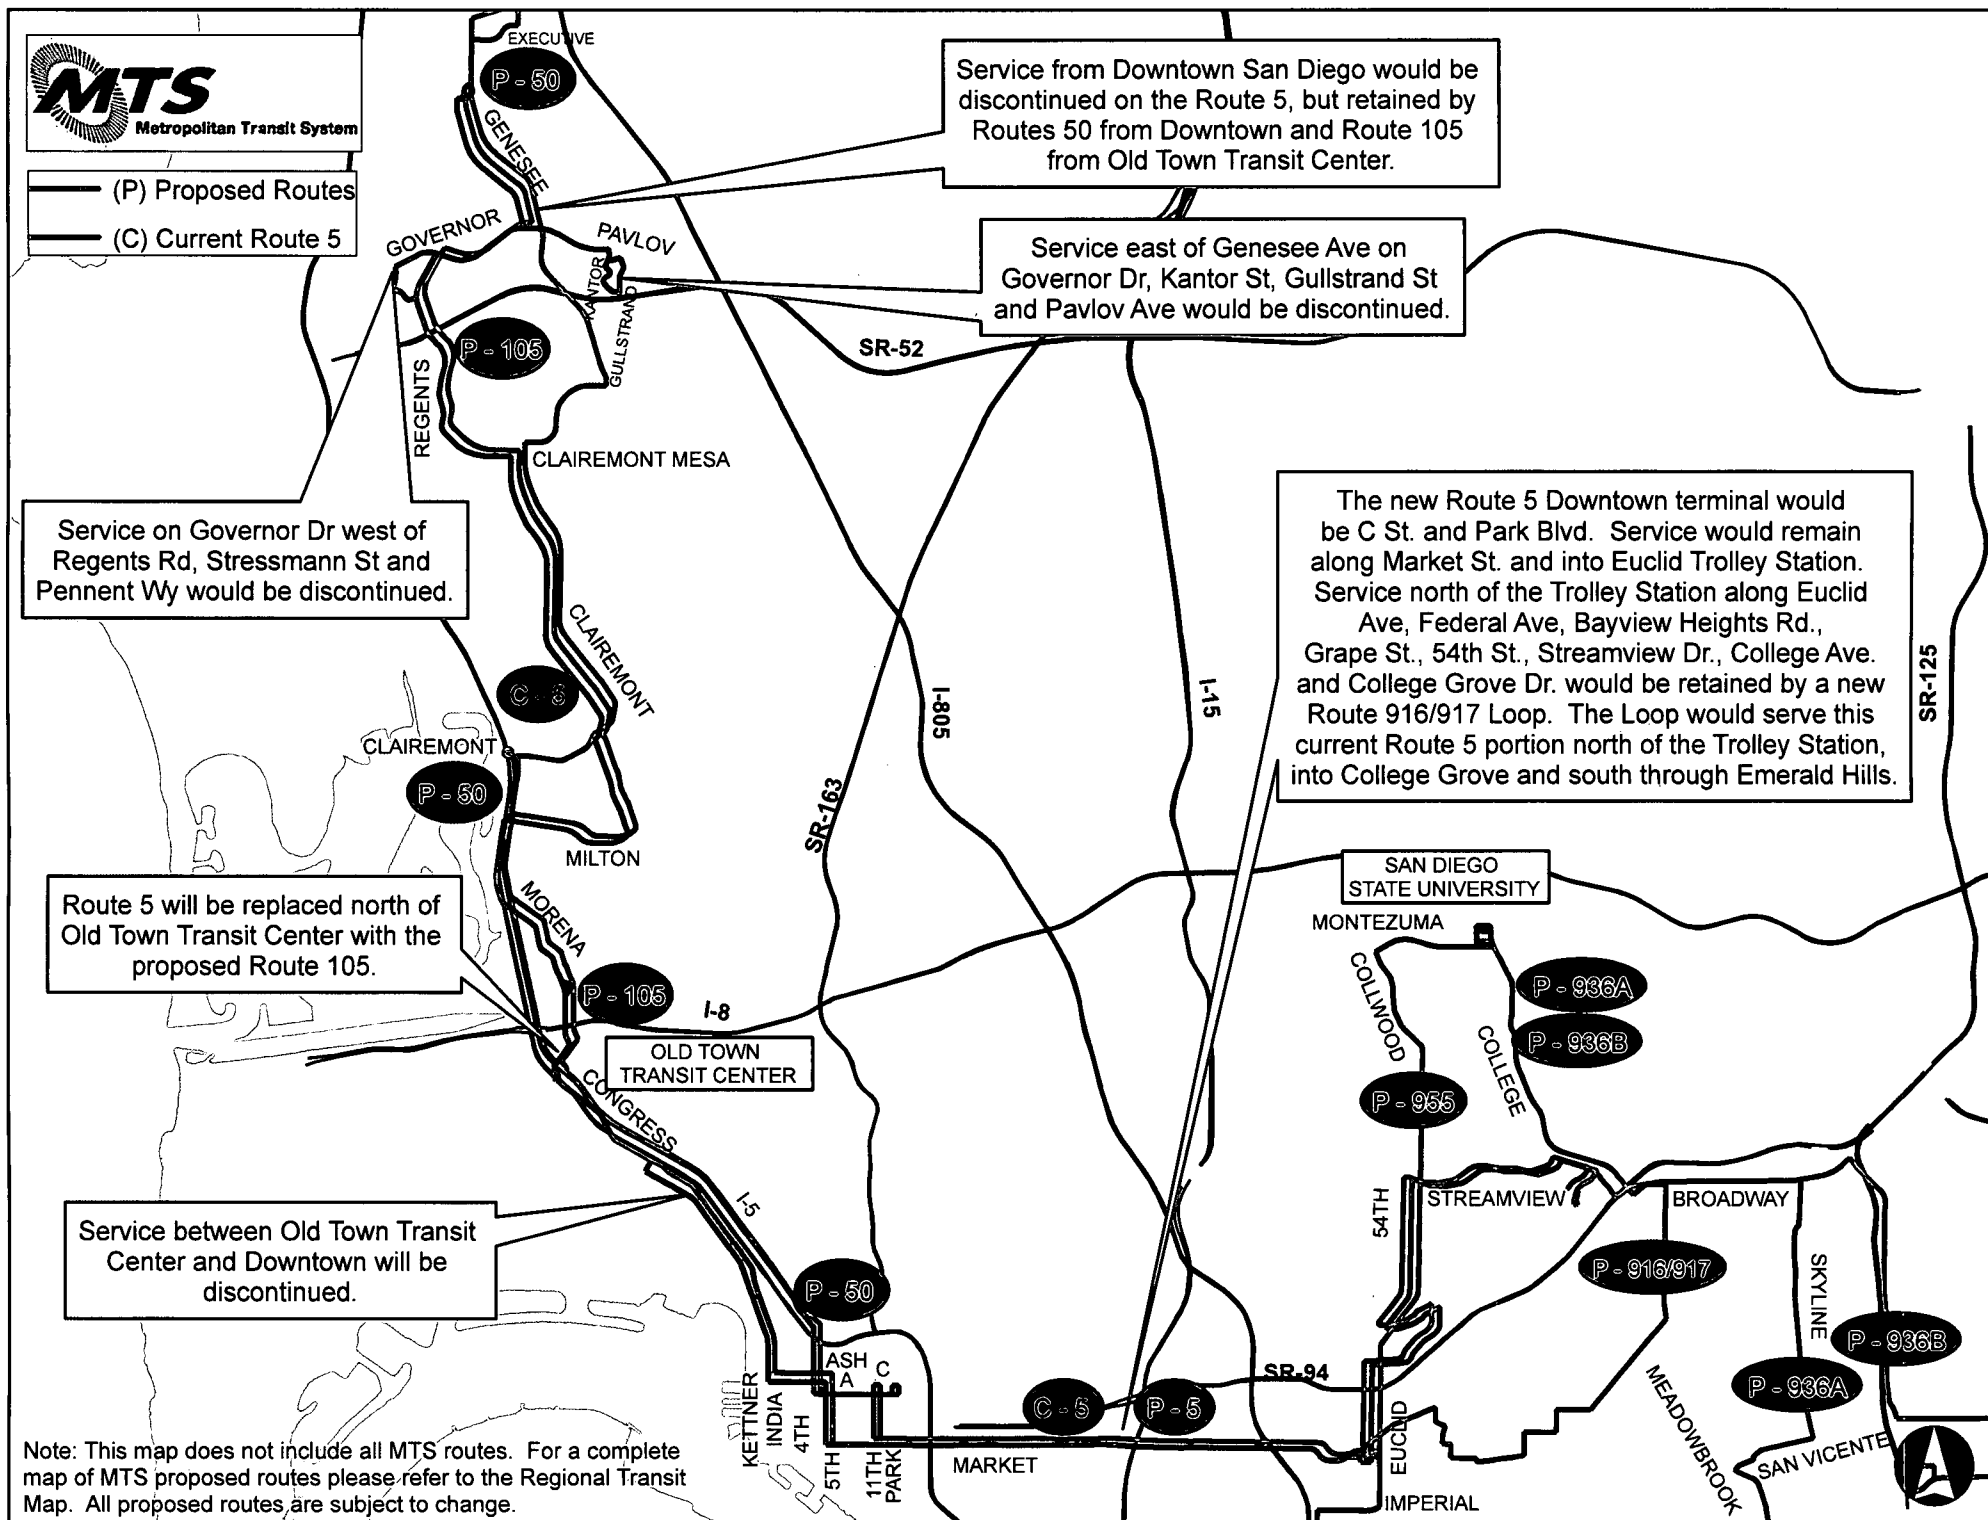 MTS
Metropolitan Transit System
(P) Proposed Routes
(C) Current Route 5
EXECUTIVE
P - 50
GENESEE
Service from Downtown San Diego would be
discontinued on the Route 5, but retained by
Routes 50 from Downtown and Route 105
from Old Town Transit Center.
GOVERNOR
PAVLOV
KANTOR
GULLSTRAND
Service east of Genesee Ave on
Governor Dr, Kantor St, Gullstrand St
and Pavlov Ave would be discontinued.
P - 105
REGENTS
SR-52
CLAIREMONT MESA
Service on Governor Dr west of
Regents Rd, Stressmann St and
Pennent Wy would be discontinued.
The new Route 5 Downtown terminal would
be C St. and Park Blvd. Service would remain
along Market St. and into Euclid Trolley Station.
Service north of the Trolley Station along Euclid
Ave, Federal Ave, Bayview Heights Rd.,
Grape St., 54th St., Streamview Dr., College Ave.
and College Grove Dr. would be retained by a new
Route 916/917 Loop. The Loop would serve this
current Route 5 portion north of the Trolley Station,
into College Grove and south through Emerald Hills.
CLAIREMONT
C - 5
I-805
I-15
SR-125
CLAIREMONT
P - 50
SR-163
MILTON
SAN DIEGO
STATE UNIVERSITY
Route 5 will be replaced north of
Old Town Transit Center with the
proposed Route 105.
MORENA
MONTEZUMA
COLLWOOD
P - 936A
P - 105
I-8
P - 936B
COLLEGE
OLD TOWN
TRANSIT CENTER
CONGRESS
P - 955
I-5
54TH
STREAMVIEW
BROADWAY
Service between Old Town Transit
Center and Downtown will be
discontinued.
P - 50
P - 916/917
SKYLINE
P - 936B
ASH
A
C
SR-94
P - 936A
KETTNER
INDIA
4TH
5TH
11TH
PARK
C - 5
P - 5
MARKET
EUCLID
MEADOWBROOK
SAN VICENTE
IMPERIAL
Note: This map does not include all MTS routes. For a complete
map of MTS proposed routes please refer to the Regional Transit
Map. All proposed routes are subject to change.